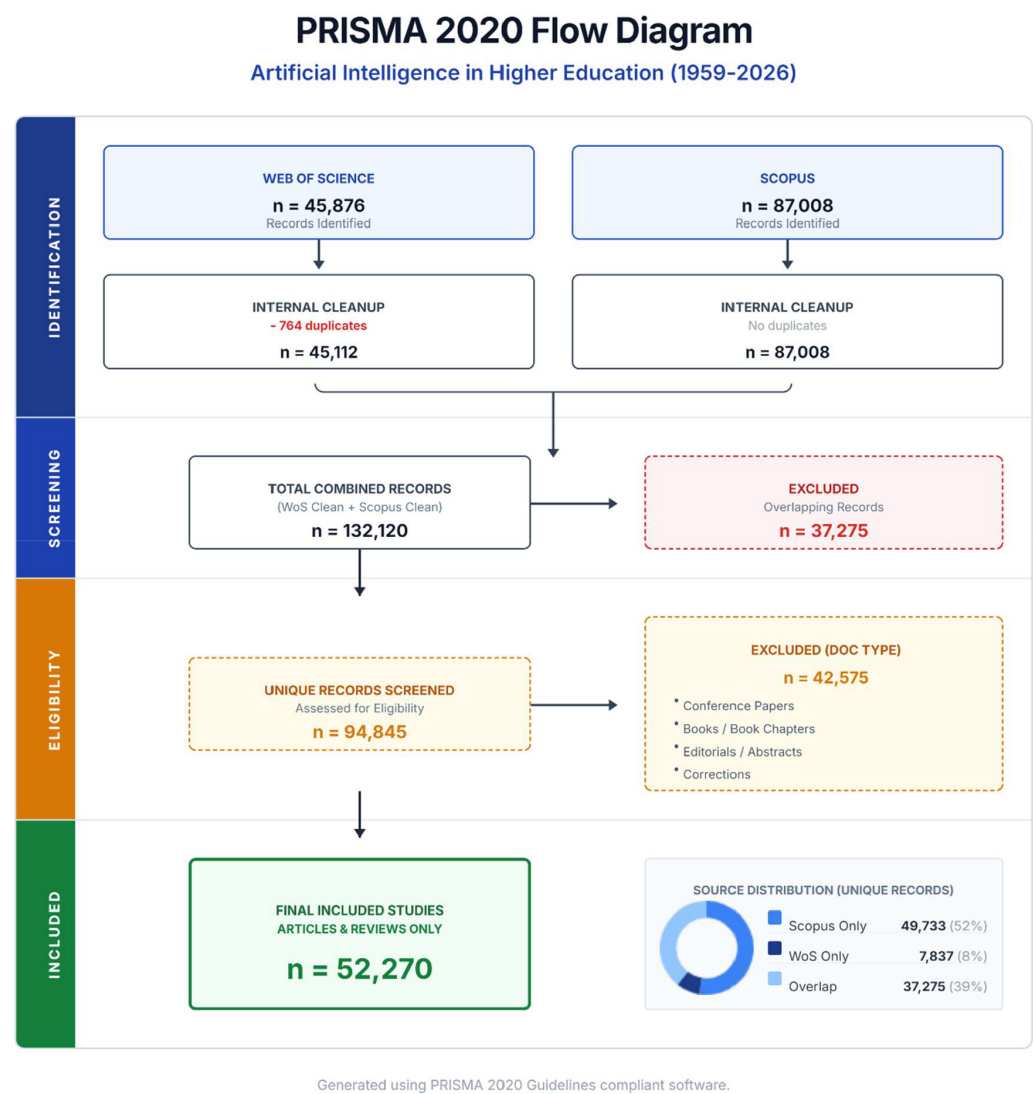 PRISMA 2020 Flow Diagram
Artificial Intelligence in Higher Education (1959-2026)
IDENTIFICATION
WEB OF SCIENCE
n = 45,876
Records Identified
SCOPUS
n = 87,008
Records Identified
INTERNAL CLEANUP
- 764 duplicates
n = 45,112
INTERNAL CLEANUP
No duplicates
n = 87,008
SCREENING
TOTAL COMBINED RECORDS
(WoS Clean + Scopus Clean)
n = 132,120
EXCLUDED
Overlapping Records
n = 37,275
ELIGIBILITY
UNIQUE RECORDS SCREENED
Assessed for Eligibility
n = 94,845
EXCLUDED (DOC TYPE)
n = 42,575
• Conference Papers
• Books / Book Chapters
• Editorials / Abstracts
• Corrections
INCLUDED
FINAL INCLUDED STUDIES
ARTICLES & REVIEWS ONLY
n = 52,270
SOURCE DISTRIBUTION (UNIQUE RECORDS)
Scopus Only 49,733 (52%)
WoS Only 7,837 (8%)
Overlap 37,275 (39%)
Generated using PRISMA 2020 Guidelines compliant software.